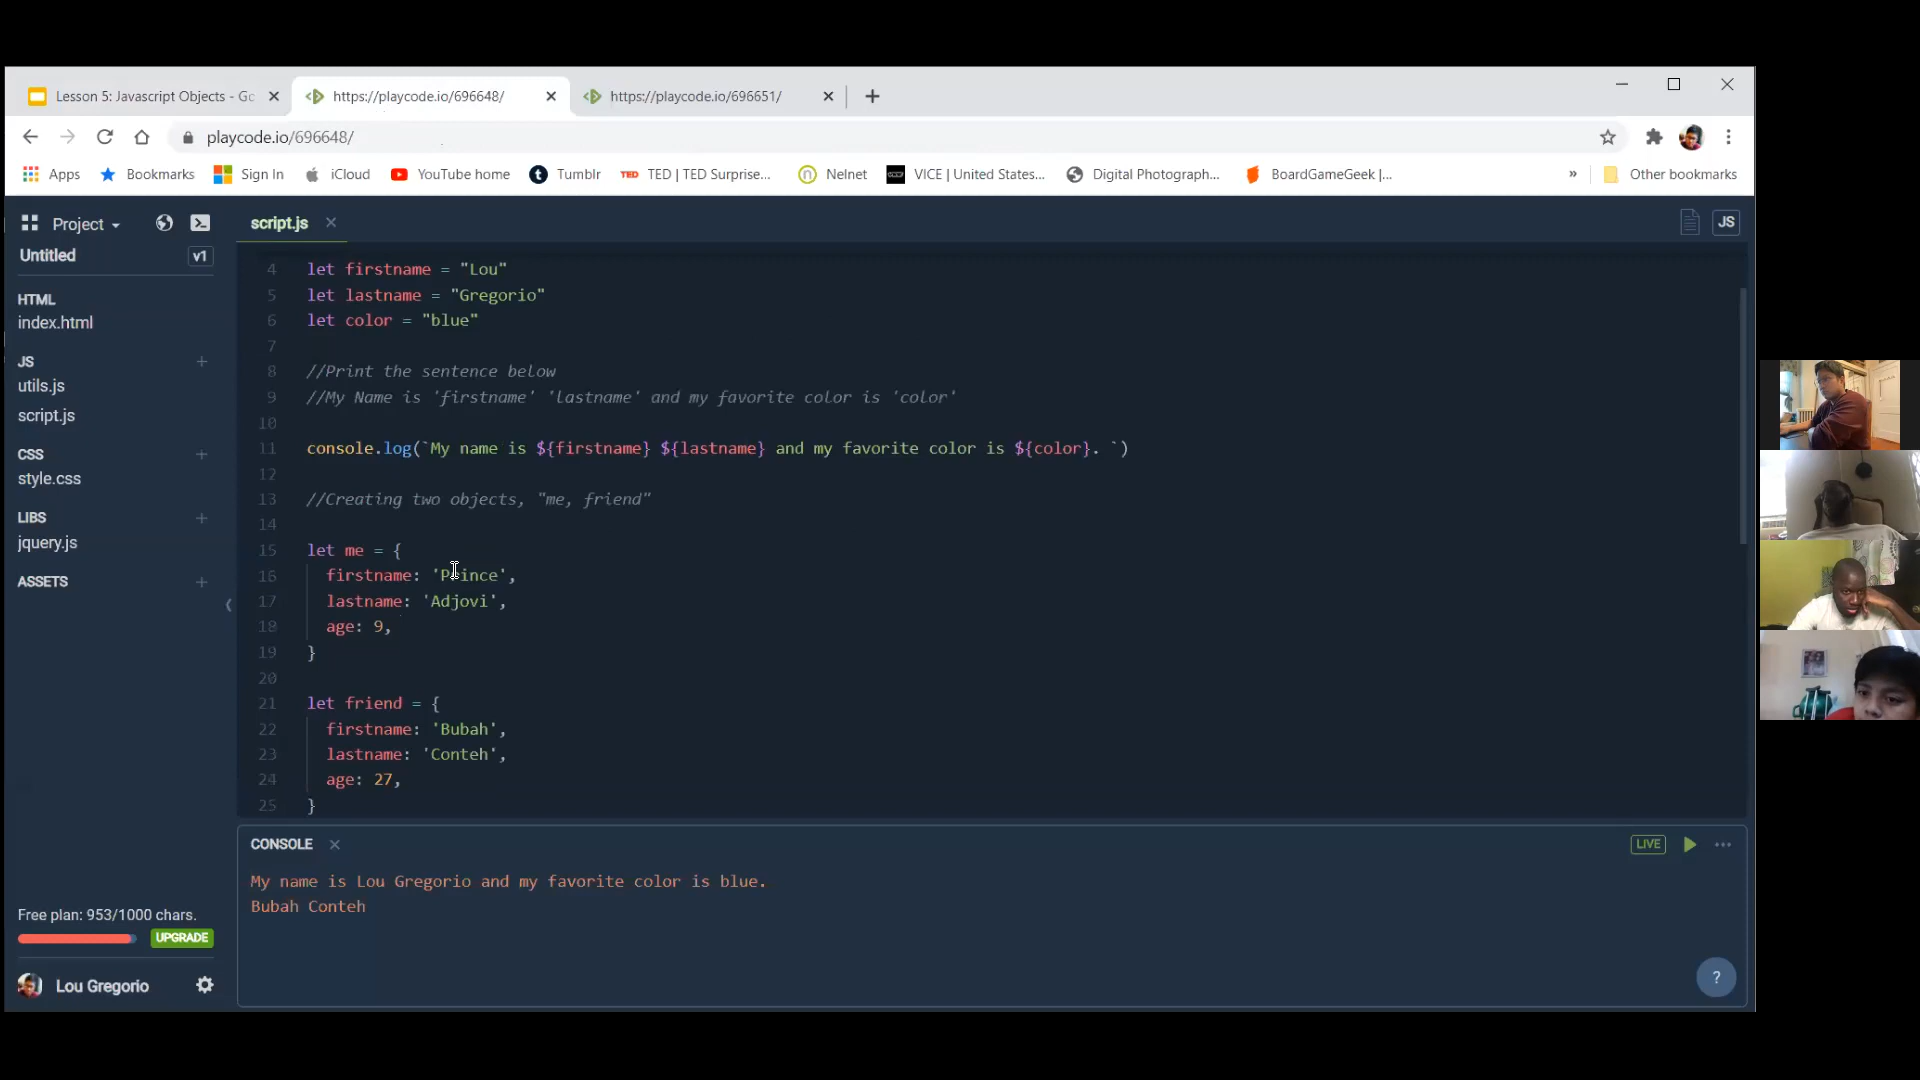 Lesson 5: Javascript Objects - Gc
https://playcode.io/696648/
https://playcode.io/696651/
playcode.io/696648/
Apps
Bookmarks
Sign In
iCloud
YouTube home
Tumblr
TED
TED | TED Surprise...
Nelnet
VICE | United States...
Digital Photograph...
BoardGameGeek |...
»
Other bookmarks
Project
script.js
JS
Untitled
v1
HTML
index.html
JS
utils.js
script.js
CSS
style.css
LIBS
jquery.js
ASSETS
4 let firstname = "Lou"
5 let lastname = "Gregorio"
6 let color = "blue"
7
8 //Print the sentence below
9 //My Name is 'firstname' 'lastname' and my favorite color is 'color'
10
11 console.log(`My name is ${firstname} ${lastname} and my favorite color is ${color}. `)
12
13 //Creating two objects, "me, friend"
14
15 let me = {
16 firstname: 'Prince',
17 lastname: 'Adjovi',
18 age: 9,
19 }
20
21 let friend = {
22 firstname: 'Bubah',
23 lastname: 'Conteh',
24 age: 27,
25 }
CONSOLE
LIVE
My name is Lou Gregorio and my favorite color is blue.
Bubah Conteh
Free plan: 953/1000 chars.
UPGRADE
Lou Gregorio
?